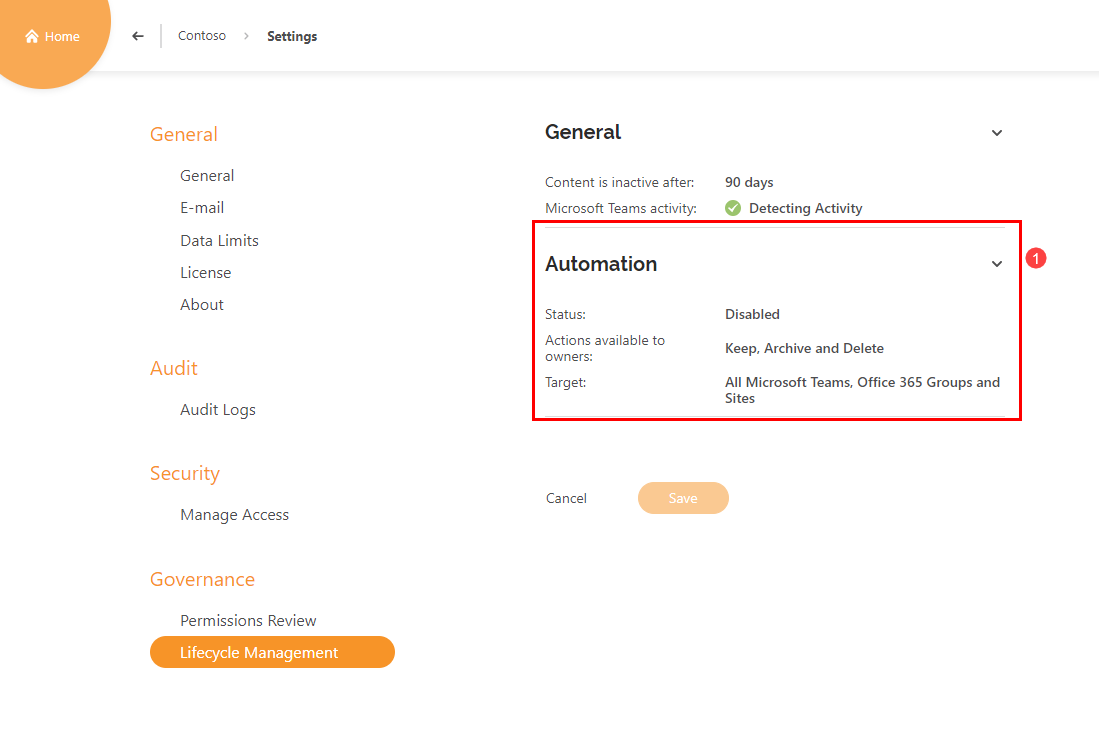 Home
Contoso
Settings
General
General
E-mail
Data Limits
License
About
Audit
Audit Logs
Security
Manage Access
Governance
Permissions Review
Lifecycle Management
General
Content is inactive after: 90 days
Microsoft Teams activity: Detecting Activity
1
Automation
Status: Disabled
Actions available to
owners:
Keep, Archive and Delete
Target: All Microsoft Teams, Office 365 Groups and
Sites
Cancel
Save